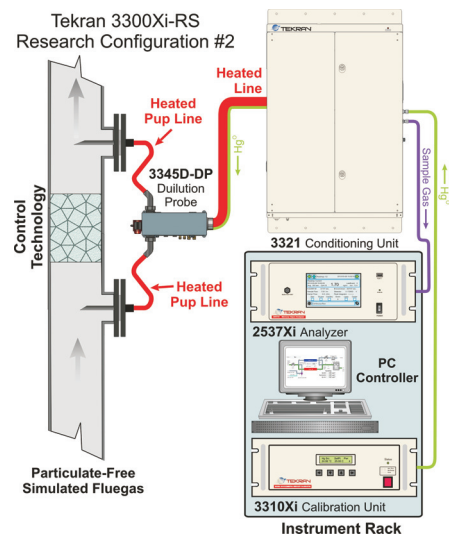 Tekran 3300Xi-RS
Research Configuration #2
TEKRAN
Heated
Line
Heated
Pup Line
Hg⁰
3345D-DP
Duilution
Probe
Control
Technology
Sample Gas
Hg⁰
Heated
Pup Line
3321 Conditioning Unit
2537Xi Analyzer
PC
Controller
Particulate-Free
Simulated Fluegas
3310Xi Calibration Unit
Instrument Rack